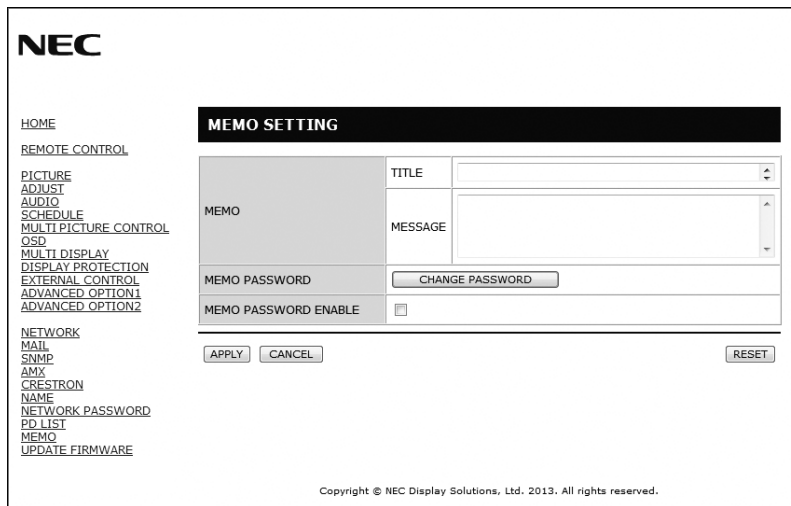 NEC
HOME
REMOTE CONTROL
PICTURE
ADJUST
AUDIO
SCHEDULE
MULTI PICTURE CONTROL
OSD
MULTI DISPLAY
DISPLAY PROTECTION
EXTERNAL CONTROL
ADVANCED OPTION1
ADVANCED OPTION2
NETWORK
MAIL
SNMP
AMX
CRESTRON
NAME
NETWORK PASSWORD
PD LIST
MEMO
UPDATE FIRMWARE
MEMO SETTING
MEMO
TITLE
MESSAGE
MEMO PASSWORD
CHANGE PASSWORD
MEMO PASSWORD ENABLE
APPLY CANCEL RESET
Copyright © NEC Display Solutions, Ltd. 2013. All rights reserved.